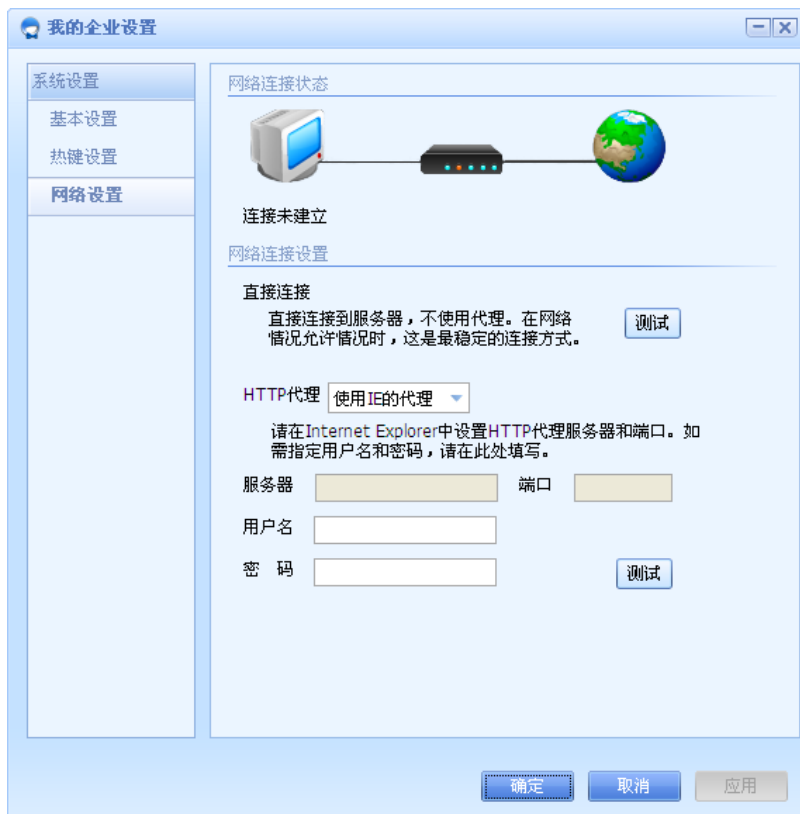 我的企业设置
系统设置
基本设置
热键设置
网络设置
网络连接状态
连接未建立
网络连接设置
直接连接
直接连接到服务器，不使用代理。在网络
情况允许情况时，这是最稳定的连接方式。
测试
HTTP代理 使用IE的代理
请在Internet Explorer中设置HTTP代理服务器和端口。如
需指定用户名和密码，请在此处填写。
服务器 端口
用户名
密 码 测试
确定 取消 应用